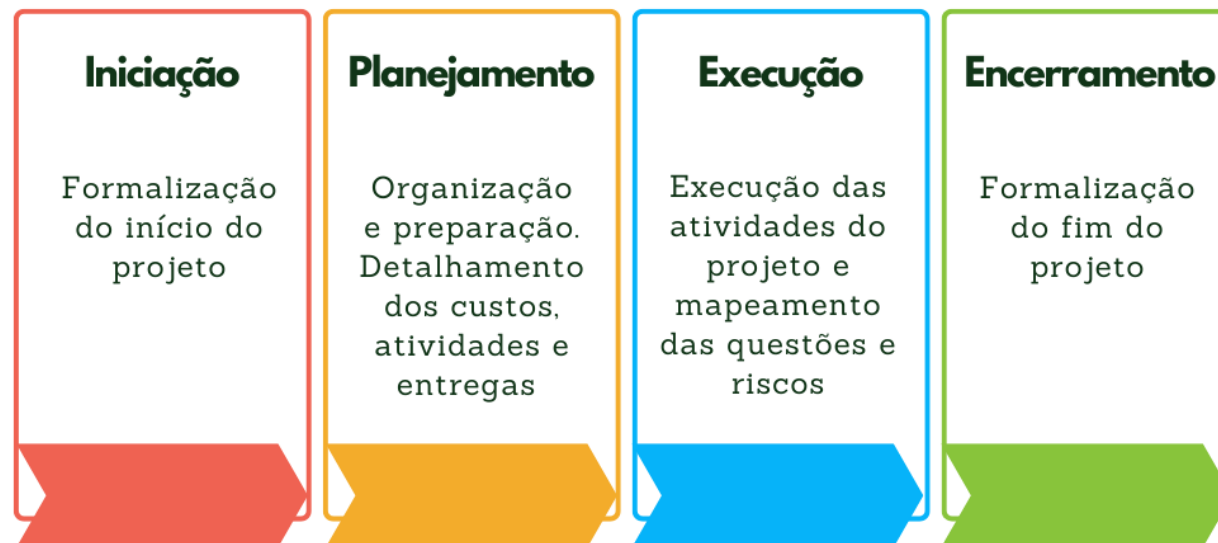 Iniciação
Formalização
do início do
projeto
Planejamento
Organização
e preparação.
Detalhamento
dos custos,
atividades e
entregas
Execução
Execução das
atividades do
projeto e
mapeamento
das questões e
riscos
Encerramento
Formalização
do fim do
projeto